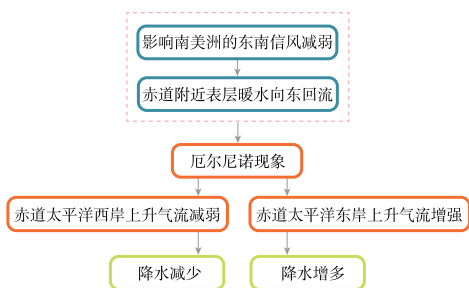 影响南美洲的东南信风减弱
赤道附近表层暖水向东回流
厄尔尼诺现象
赤道太平洋西岸上升气流减弱
赤道太平洋东岸上升气流增强
降水减少
降水增多